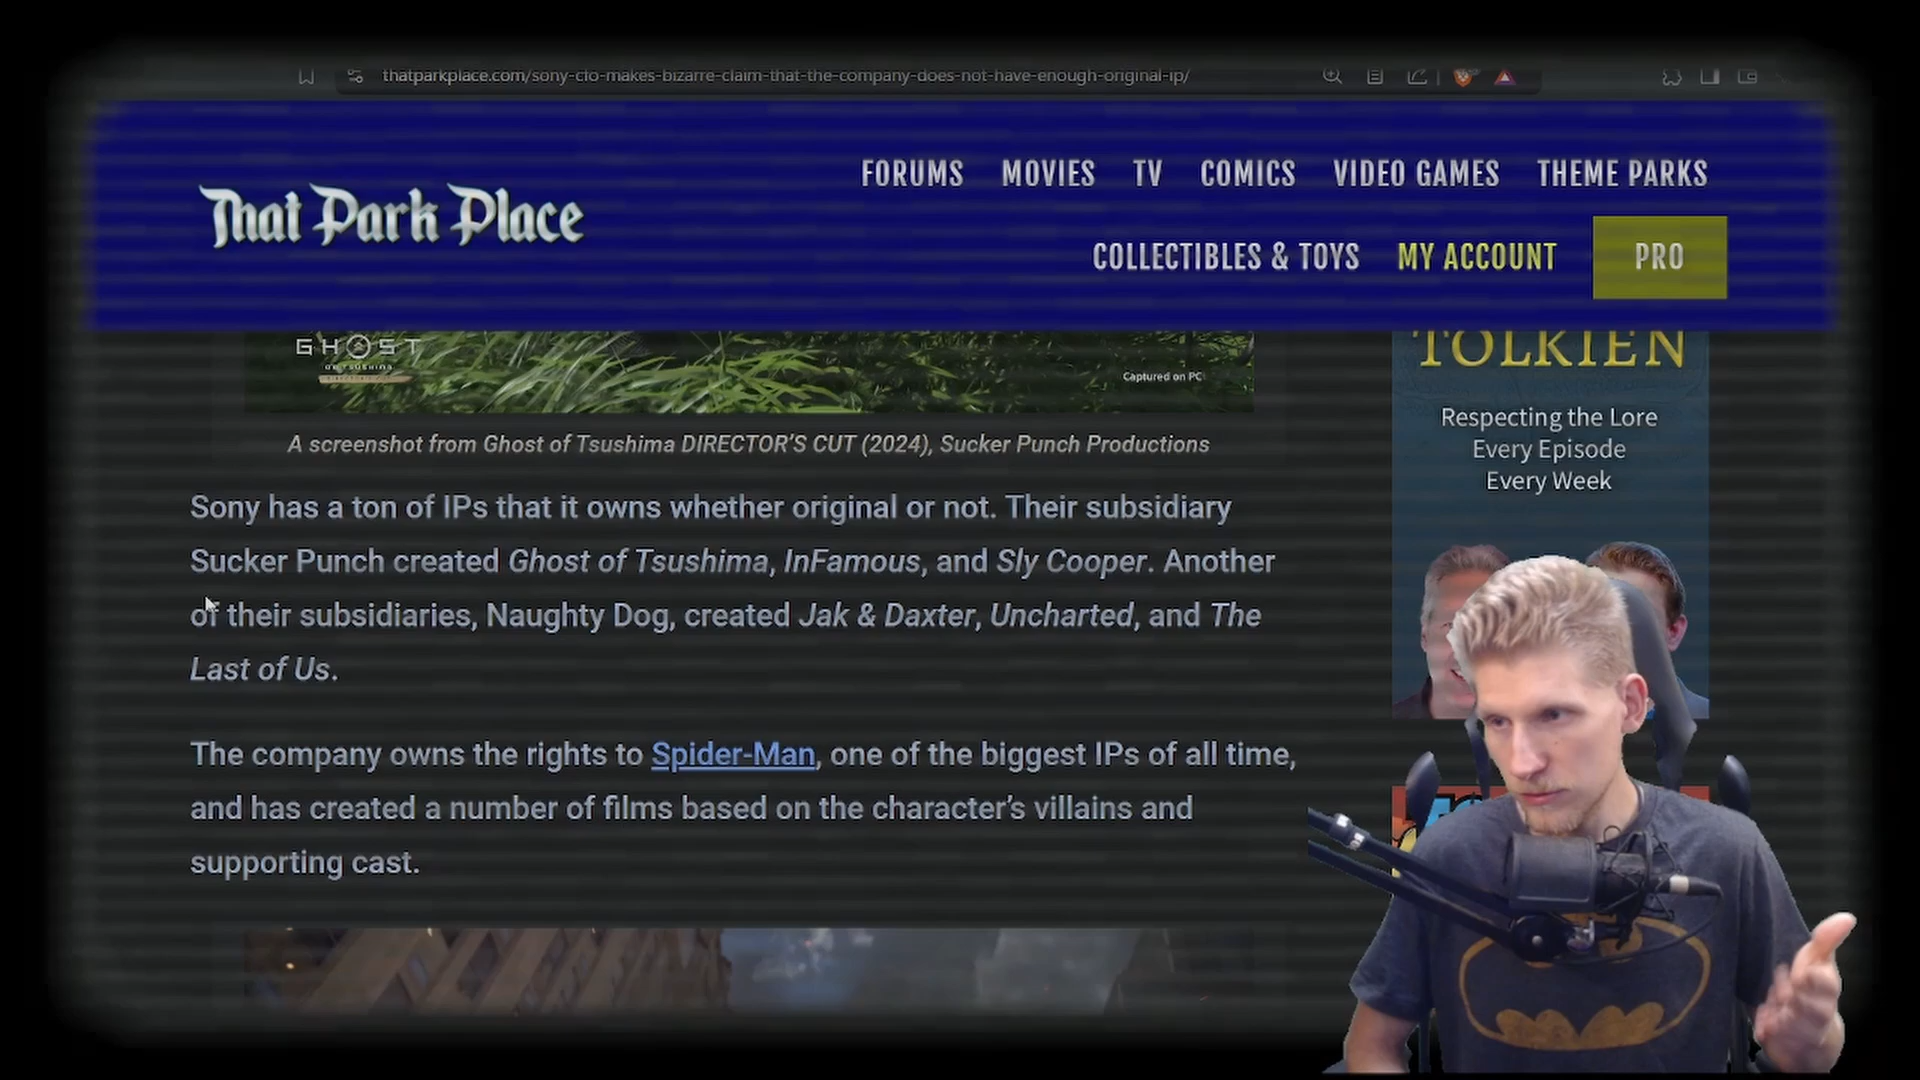 thatparkplace.com/sony-cfo-makes-bizarre-claim-that-the-company-does-not-have-enough-original-ip/
FORUMS MOVIES TV COMICS VIDEO GAMES THEME PARKS
That Park Place
COLLECTIBLES & TOYS MY ACCOUNT PRO
GHOST
OF TSUSHIMA
Captured on PC
A screenshot from Ghost of Tsushima DIRECTOR'S CUT (2024), Sucker Punch Productions
Sony has a ton of IPs that it owns whether original or not. Their subsidiary
Sucker Punch created Ghost of Tsushima, InFamous, and Sly Cooper. Another
of their subsidiaries, Naughty Dog, created Jak & Daxter, Uncharted, and The
Last of Us.
The company owns the rights to Spider-Man, one of the biggest IPs of all time,
and has created a number of films based on the character's villains and
supporting cast.
TOLKIEN
Respecting the Lore
Every Episode
Every Week